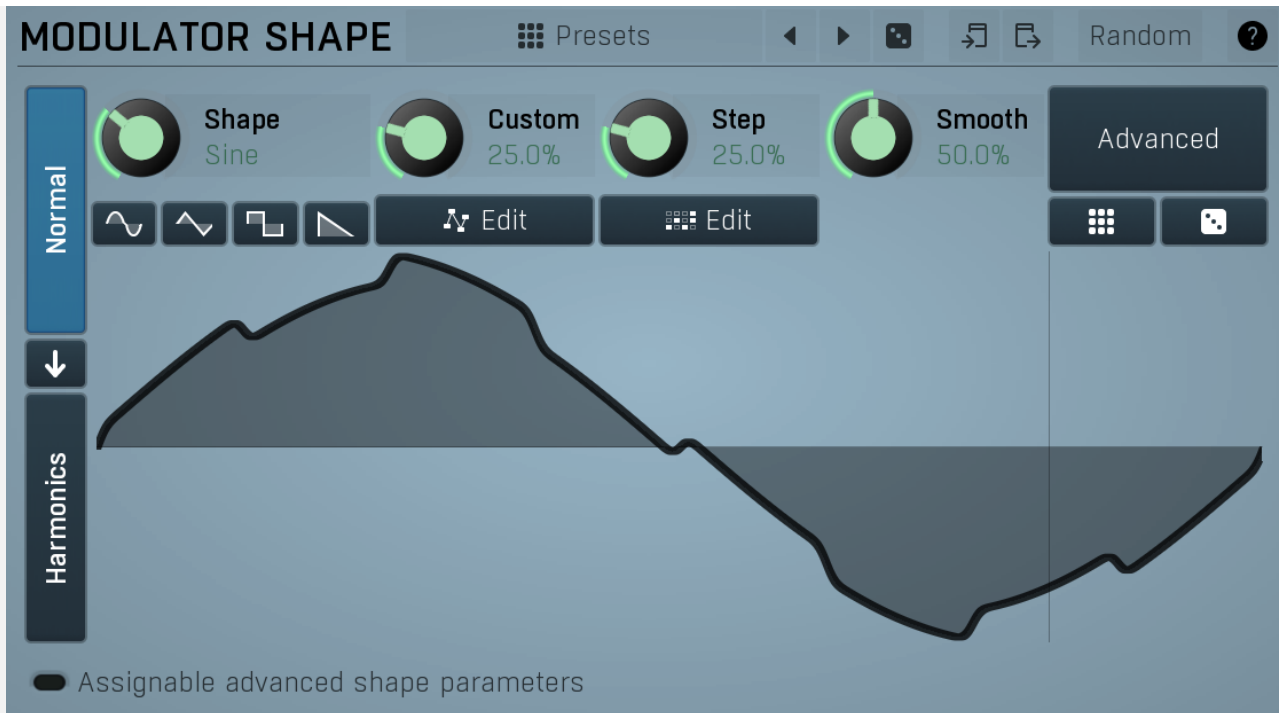 MODULATOR SHAPE
Presets
Random
?
Normal
Harmonics
Shape
Sine
Custom
25.0%
Step
25.0%
Smooth
50.0%
Advanced
Edit
Edit
Assignable advanced shape parameters